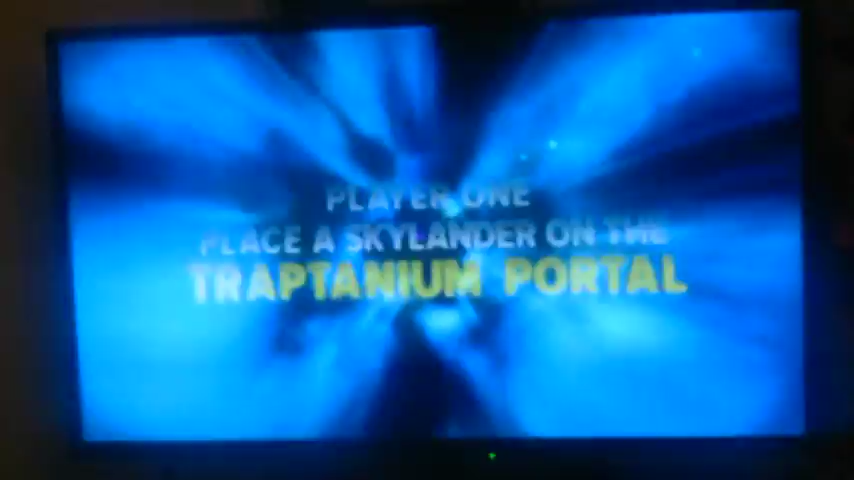 PLAYER ONE
PLACE A SKYLANDER ON THE
TRAPTANIUM PORTAL